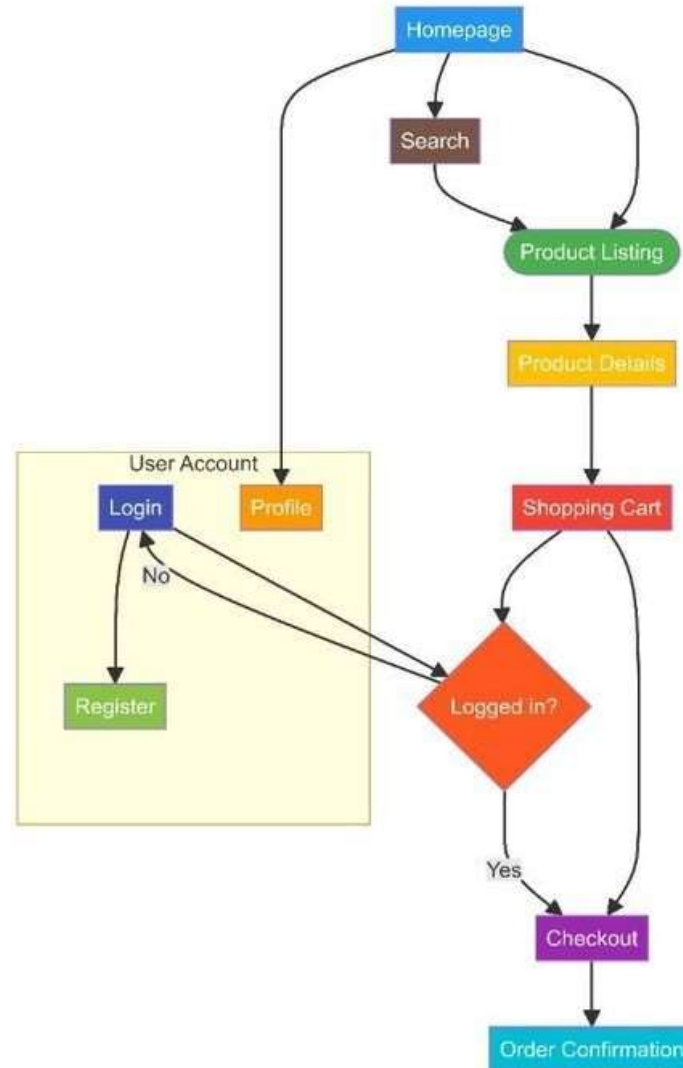 Homepage
Search
Product Listing
Product Details
User Account
Login
Profile
Shopping Cart
No
Register
Logged in?
Yes
Checkout
Order Confirmation